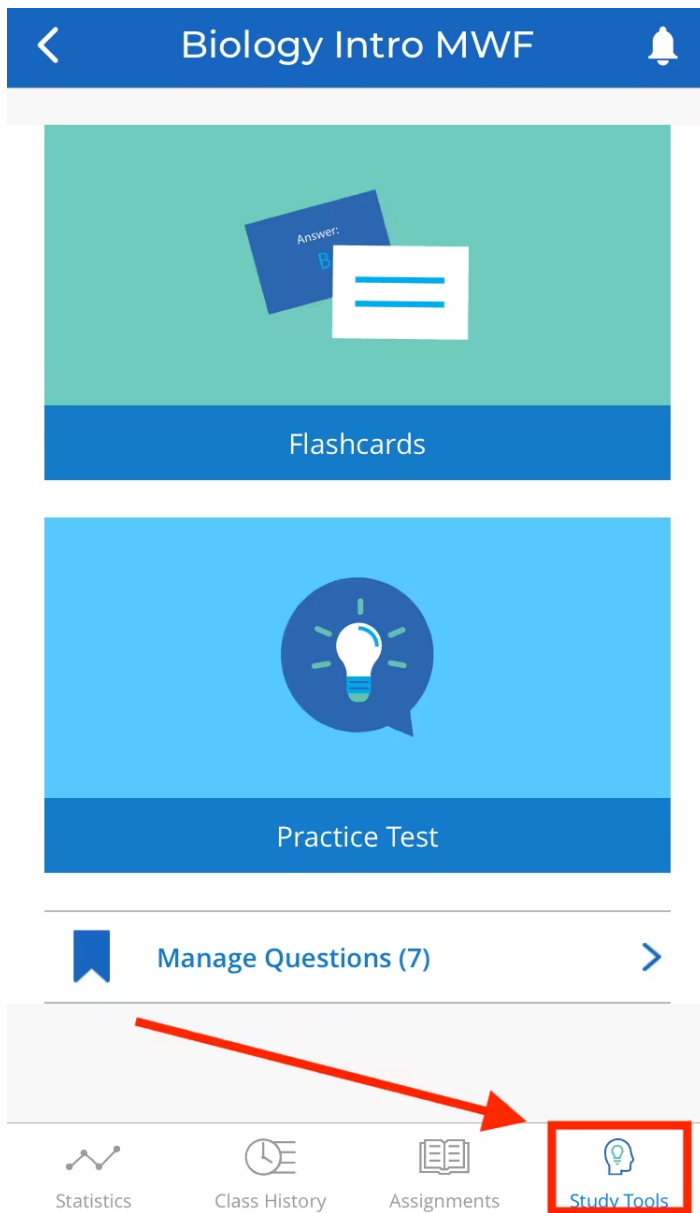 Biology Intro MWF
Answer:
B
Flashcards
Practice Test
Manage Questions (7)
Statistics
Class History
Assignments
Study Tools